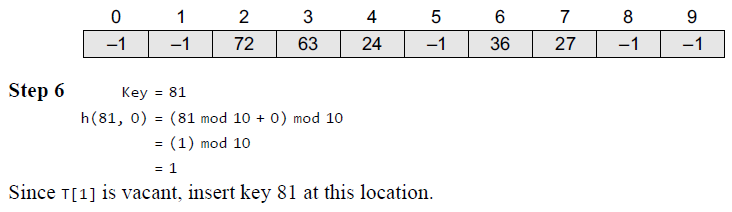 0 1 2 3 4 5 6 7 8 9
–1 –1 72 63 24 –1 36 27 –1 –1
Step 6 Key = 81
h(81, 0) = (81 mod 10 + 0) mod 10
= (1) mod 10
= 1
Since T[1] is vacant, insert key 81 at this location.